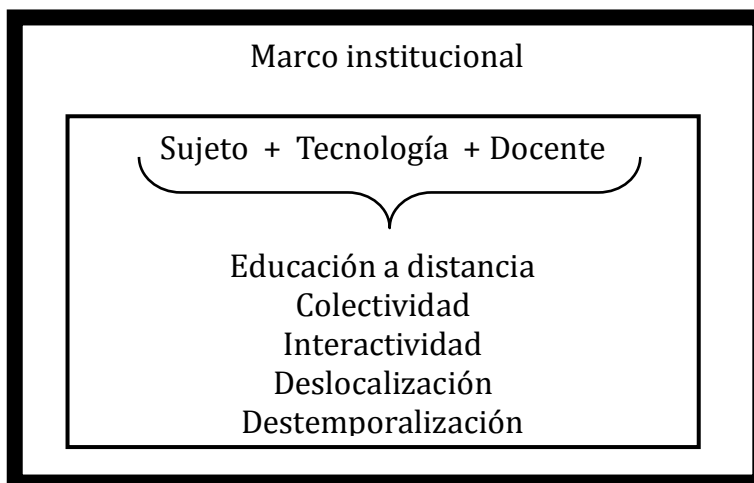 Marco institucional
Sujeto + Tecnología + Docente
Educación a distancia
Colectividad
Interactividad
Deslocalización
Destemporalización